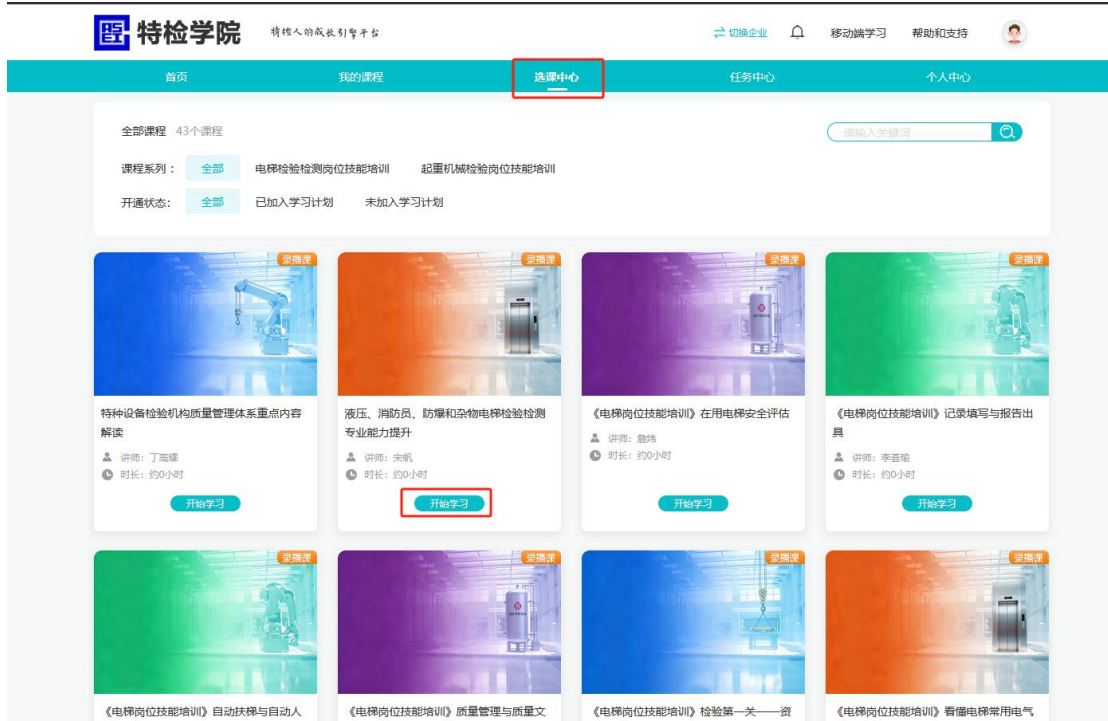 特检学院
特检人的成长引擎平台
切换企业
移动端学习
帮助和支持
首页
我的课程
选课中心
任务中心
个人中心
全部课程 43个课程
请输入关键词
课程系列： 全部 电梯检验检测岗位技能培训 起重机械检验岗位技能培训
开通状态： 全部 已加入学习计划 未加入学习计划
录播课
录播课
录播课
录播课
特种设备检验机构质量管理体系重点内容
解读
讲师：丁高耀
时长：约0小时
开始学习
液压、消防员、防爆和杂物电梯检验检测
专业能力提升
讲师：宋帆
时长：约0小时
开始学习
《电梯岗位技能培训》在用电梯安全评估
讲师：詹炜
时长：约0小时
开始学习
《电梯岗位技能培训》记录填写与报告出
具
讲师：李荟瑜
时长：约0小时
开始学习
录播课
录播课
录播课
录播课
《电梯岗位技能培训》自动扶梯与自动人
《电梯岗位技能培训》质量管理与质量文
《电梯岗位技能培训》检验第一关——资
《电梯岗位技能培训》看懂电梯常用电气